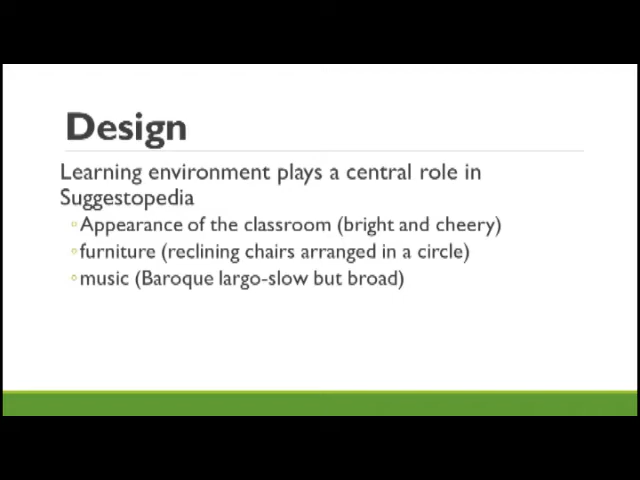 Design
Learning environment plays a central role in
Suggestopedia
◦Appearance of the classroom (bright and cheery)
◦furniture (reclining chairs arranged in a circle)
◦music (Baroque largo-slow but broad)